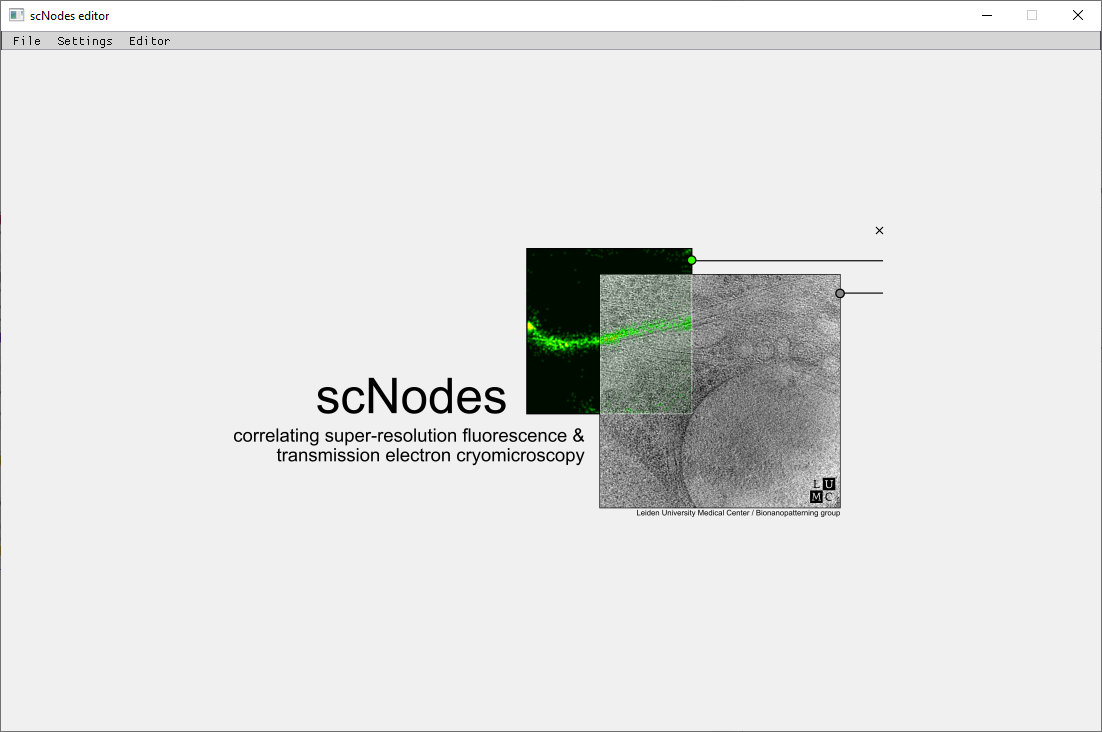 scNodes editor
File Settings Editor
scNodes
correlating super-resolution fluorescence &
transmission electron cryomicroscopy
L U
M C
Leiden University Medical Center / Bionanopatterning group